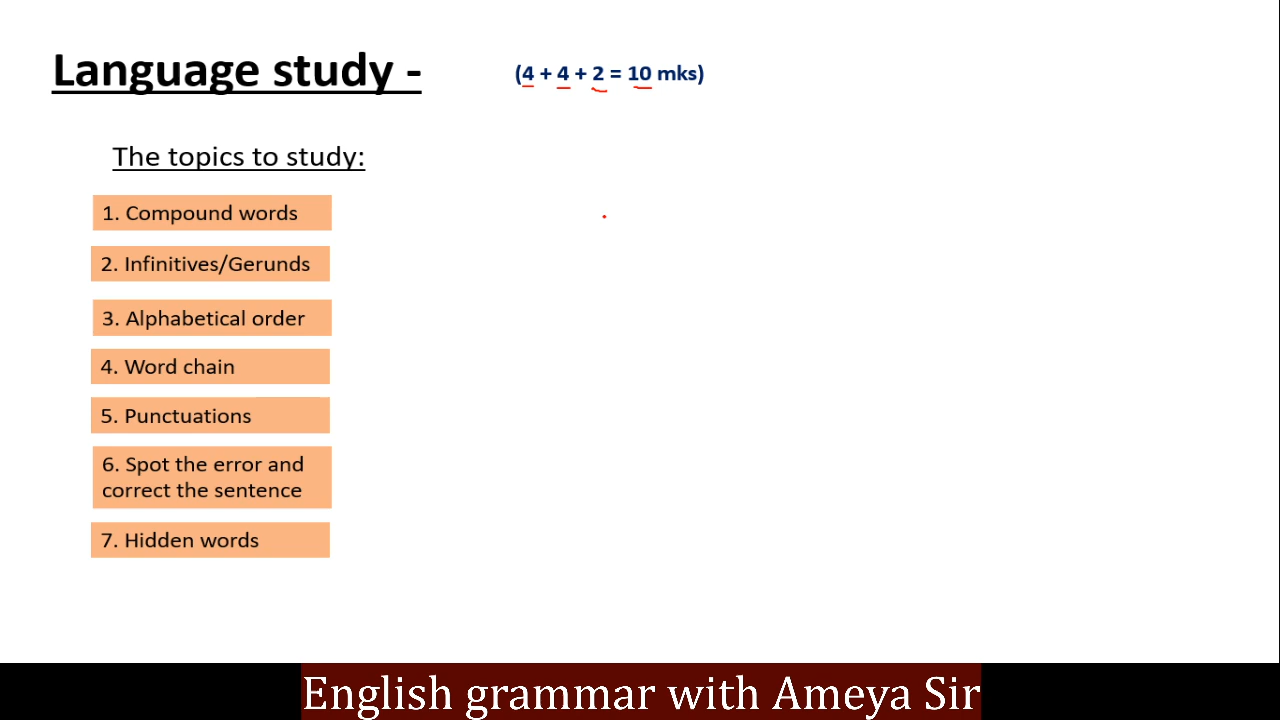 Language study -
(4 + 4 + 2 = 10 mks)
The topics to study:
1. Compound words
2. Infinitives/Gerunds
3. Alphabetical order
4. Word chain
5. Punctuations
6. Spot the error and
correct the sentence
7. Hidden words
English grammar with Ameya Sir